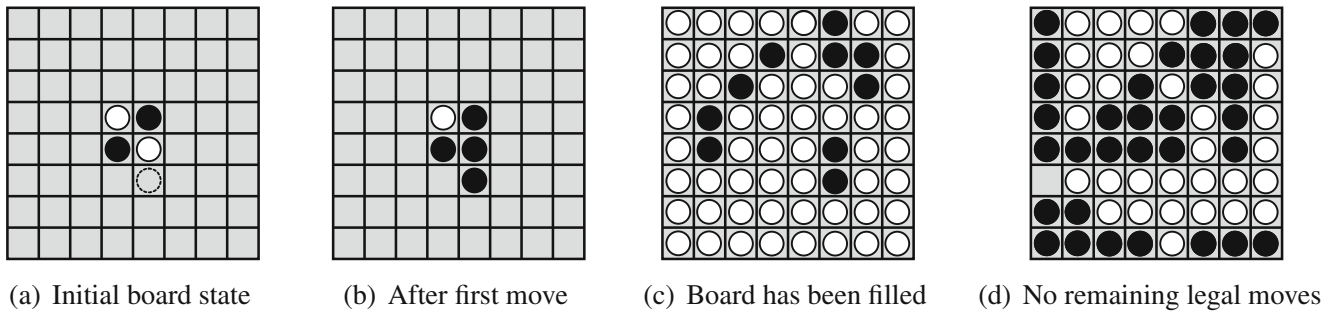 (a) Initial board state (b) After first move (c) Board has been filled (d) No remaining legal moves